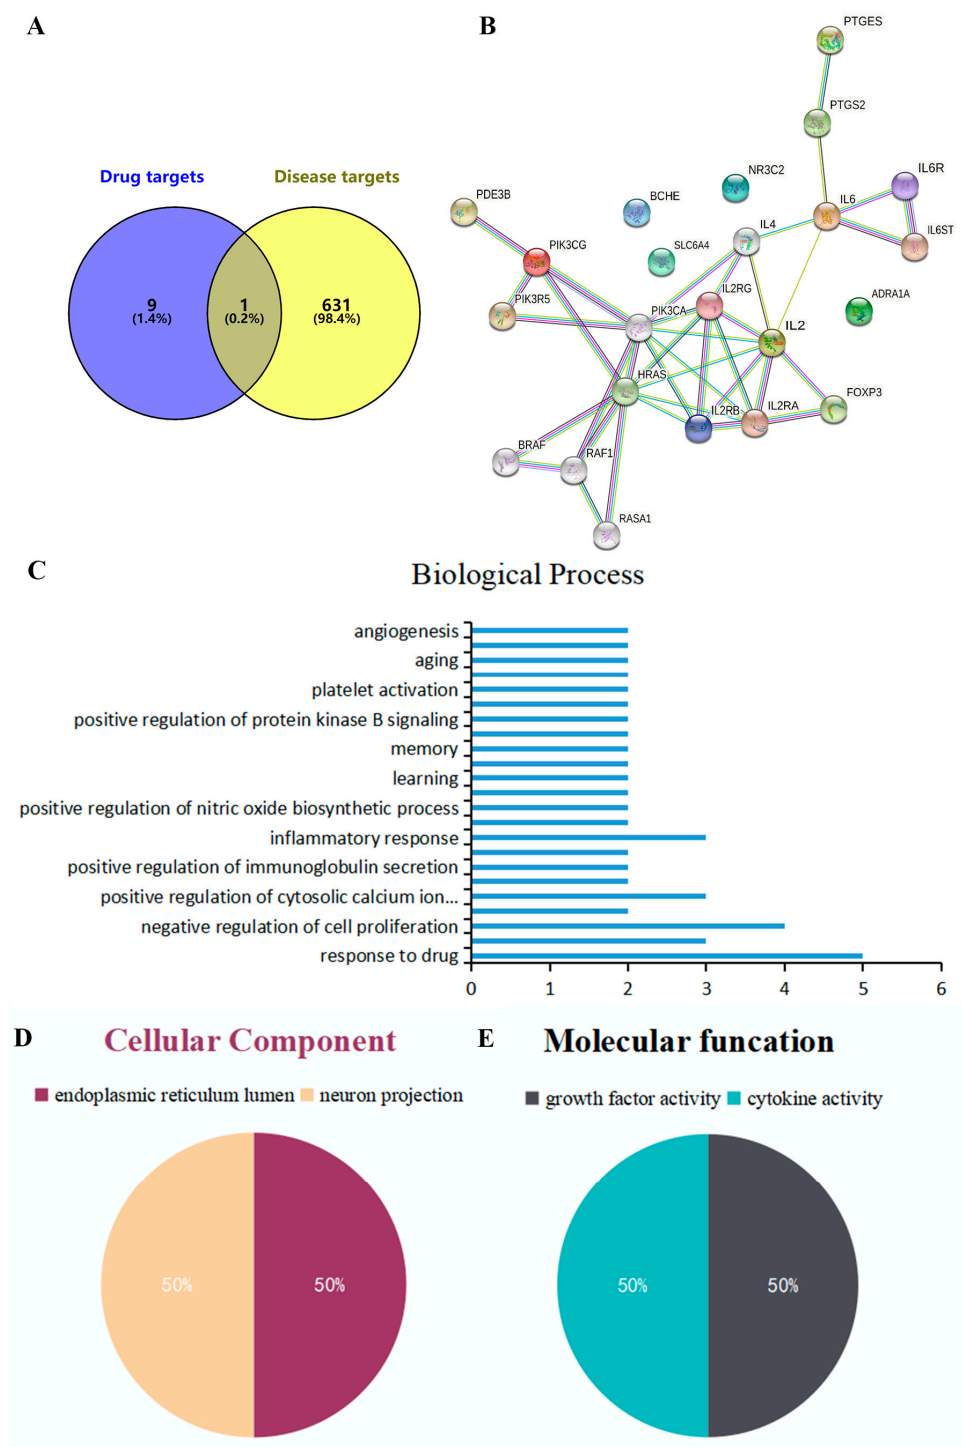 A
B
Drug targets
Disease targets
9
(1.4%)
1
(0.2%)
631
(98.4%)
PTGES
PTGS2
NR3C2
IL6R
BCHE
IL6
PDE3B
IL4
IL6ST
SLC6A4
PIK3CG
IL2RG
ADRA1A
PIK3R5
PIK3CA
IL2
HRAS
FOXP3
IL2RB
IL2RA
BRAF
RAF1
RASA1
C
Biological Process
angiogenesis
aging
platelet activation
positive regulation of protein kinase B signaling
memory
learning
positive regulation of nitric oxide biosynthetic process
inflammatory response
positive regulation of immunoglobulin secretion
positive regulation of cytosolic calcium ion...
negative regulation of cell proliferation
response to drug
0 1 2 3 4 5 6
D
Cellular Component
endoplasmic reticulum lumen neuron projection
50% 50%
E
Molecular funcation
growth factor activity cytokine activity
50% 50%